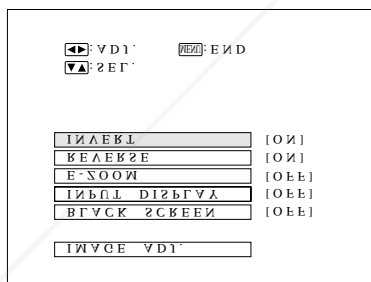 ◀▶: ADJ. MENU: END
▼▲: SEL.
INVERT [ON]
REVERSE [ON]
E-ZOOM [OFF]
INPUT DISPLAY [OFF]
BLACK SCREEN [OFF]
IMAGE ADJ.